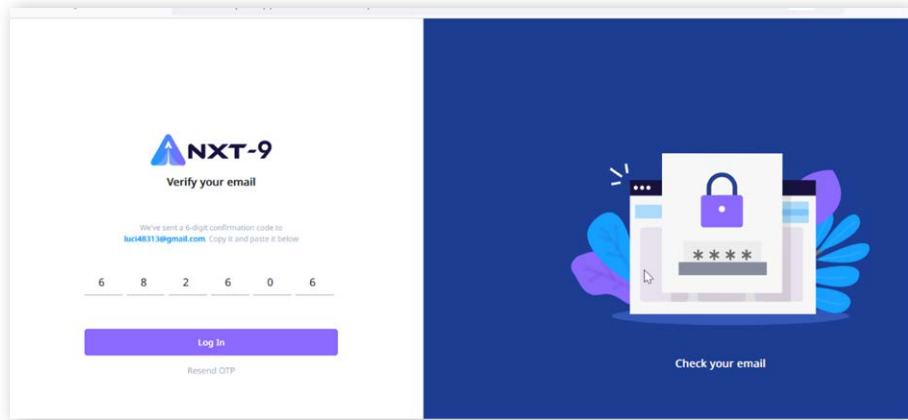 NXT-9
Verify your email
We've sent a 6-digit confirmation code to
luci48313@gmail.com. Copy it and paste it below
6 8 2 6 0 6
Log In
Resend OTP
****
Check your email